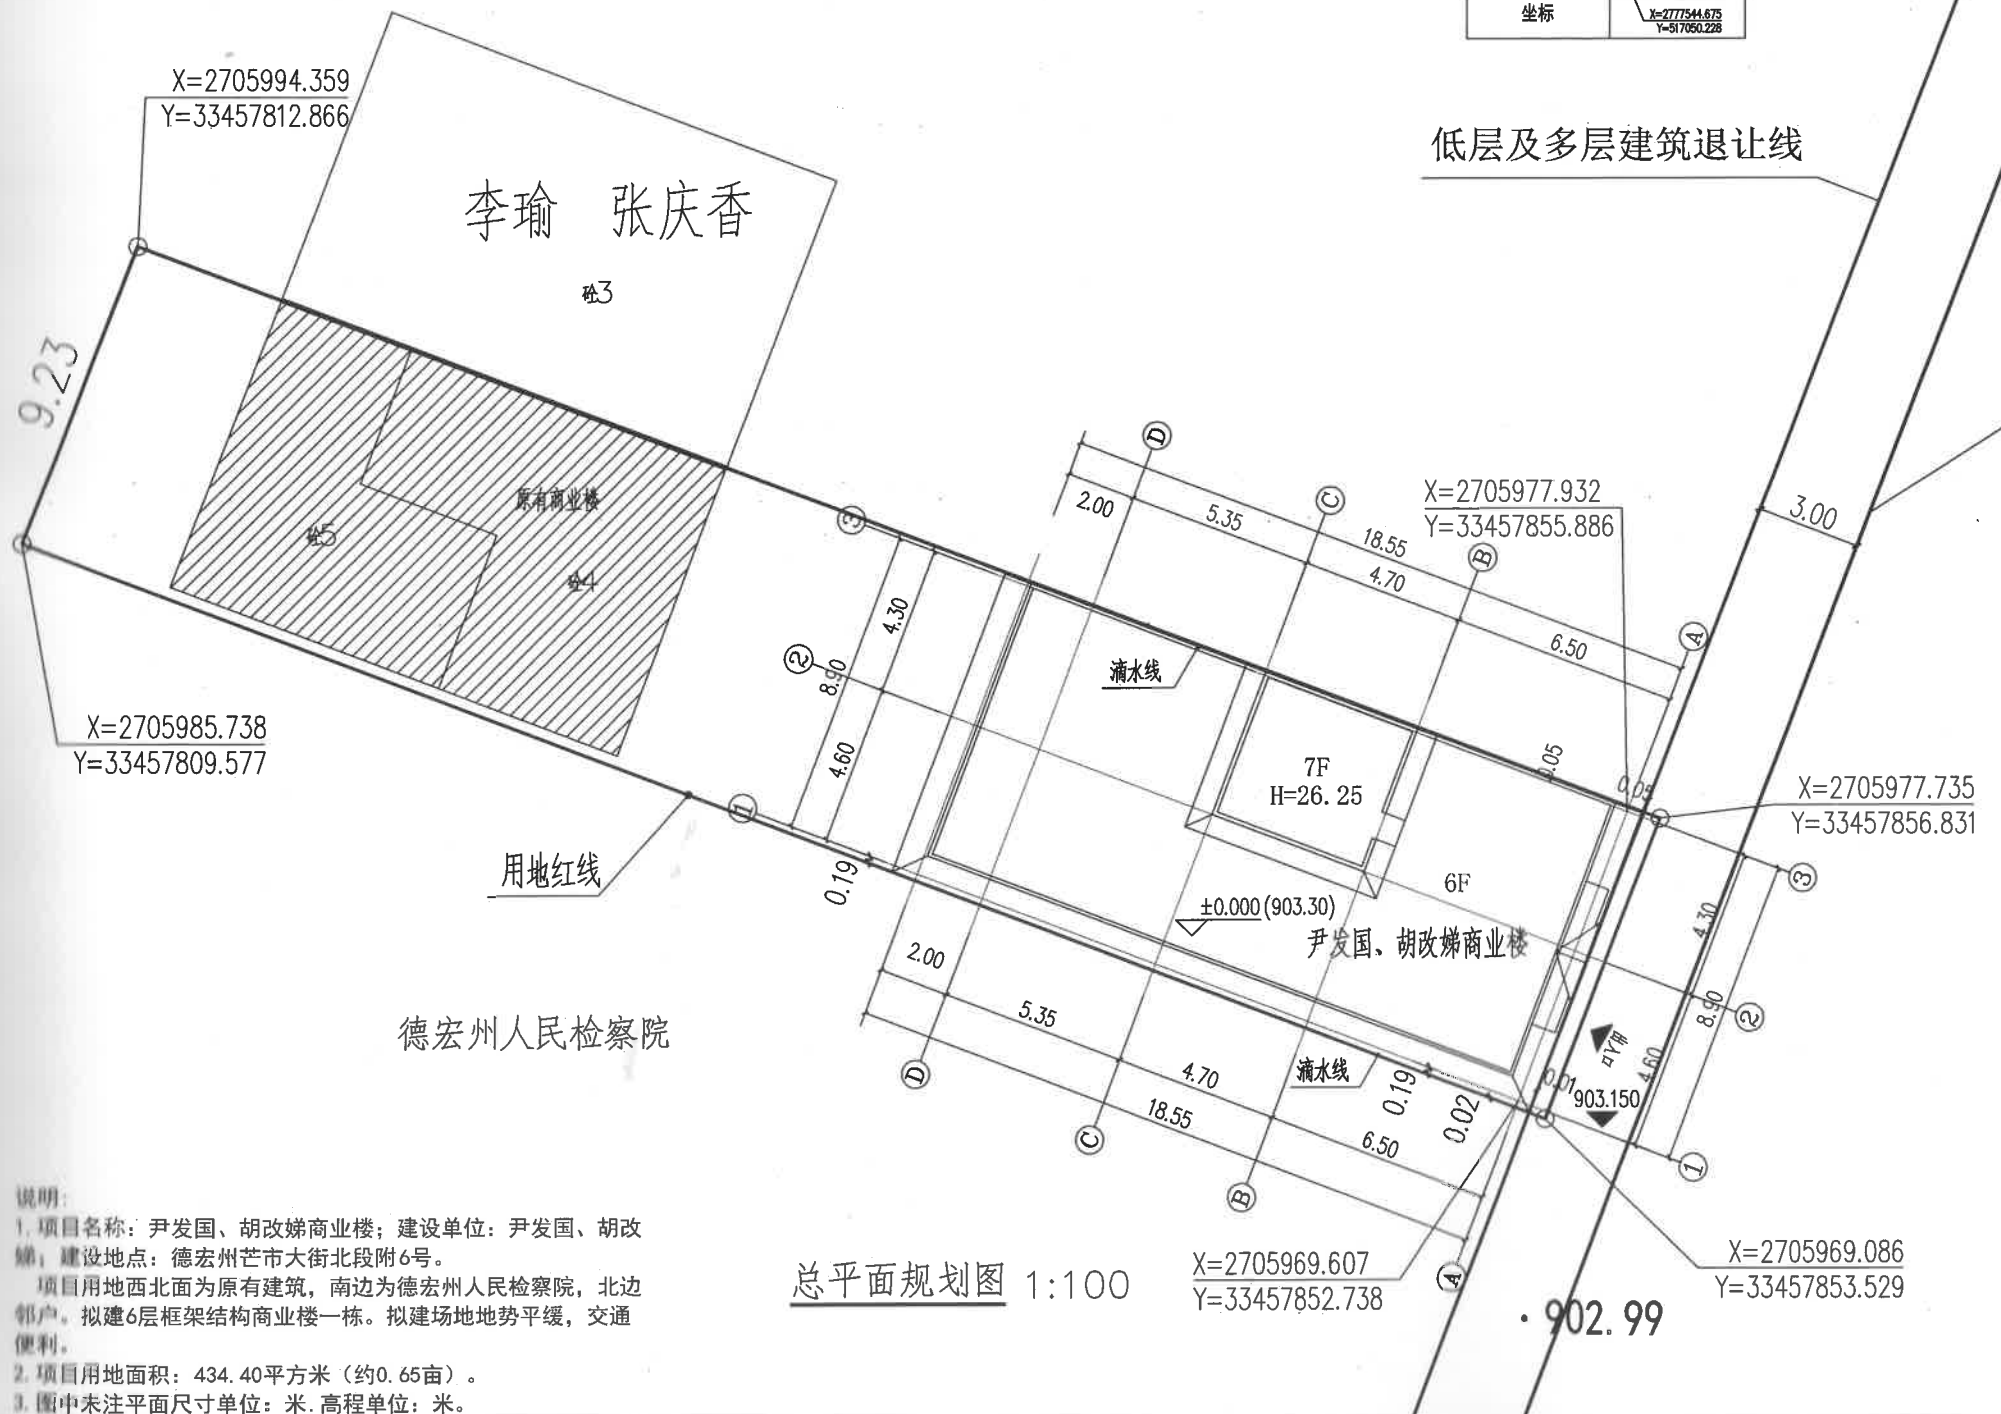 坐标
X=2777544.675
Y=517050.228
X=2705994.359
Y=33457812.866
低层及多层建筑退让线
李瑜 张庆香
砼3
9.23
原有商业楼
砼5
砼4
X=2705985.738
Y=33457809.577
用地红线
德宏州人民检察院
D
C
B
A
2.00
5.35
18.55
4.70
6.50
X=2705977.932
Y=33457855.886
3.00
3
2
1
4.30
8.90
4.60
0.19
滴水线
7F
H=26.25
0.05
0.05
X=2705977.735
Y=33457856.831
6F
±0.000(903.30)
尹发国、胡改娣商业楼
3
2
1
4.30
8.90
4.60
出入口
0.01
903.150
2.00
5.35
4.70
18.55
6.50
滴水线
0.19
0.02
D
C
B
A
X=2705969.607
Y=33457852.738
X=2705969.086
Y=33457853.529
902.99
总平面规划图 1:100
说明:
1. 项目名称：尹发国、胡改娣商业楼；建设单位：尹发国、胡改
娣；建设地点：德宏州芒市大街北段附6号。
项目用地西北面为原有建筑，南边为德宏州人民检察院，北边
邻户。拟建6层框架结构商业楼一栋。拟建场地地势平缓，交通
便利。
2. 项目用地面积：434.40平方米（约0.65亩）。
3. 图中未注平面尺寸单位：米.高程单位：米。